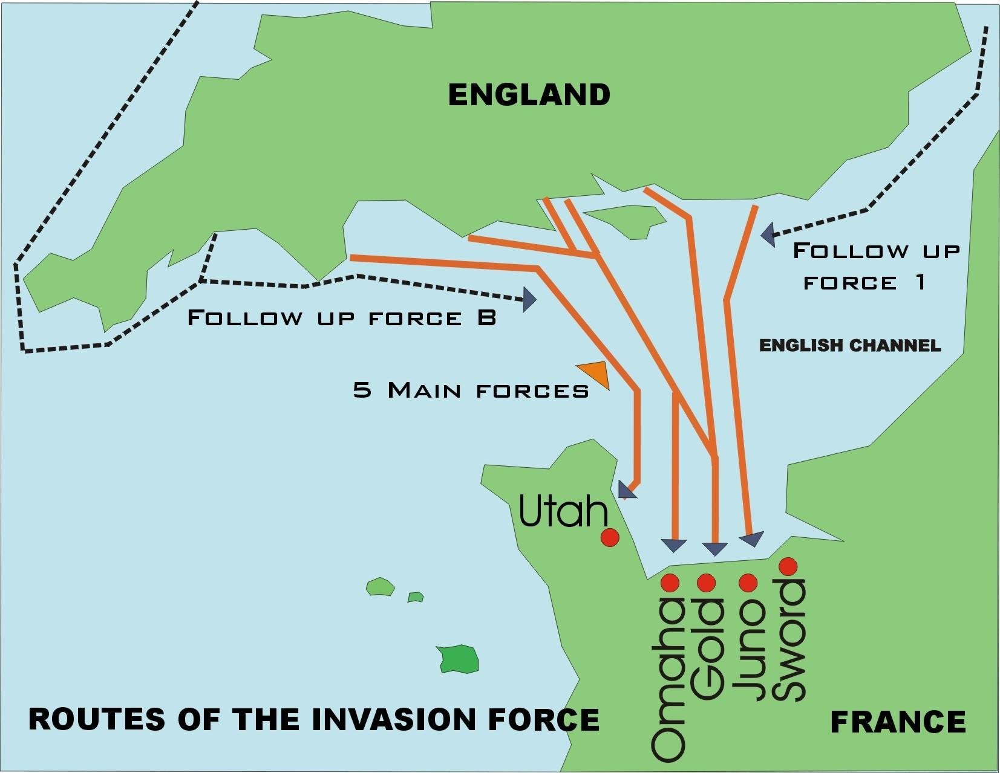 ENGLAND
FOLLOW UP
FORCE 1
FOLLOW UP FORCE B
ENGLISH CHANNEL
5 MAIN FORCES
Utah
Omaha
Gold
Juno
Sword
ROUTES OF THE INVASION FORCE
FRANCE